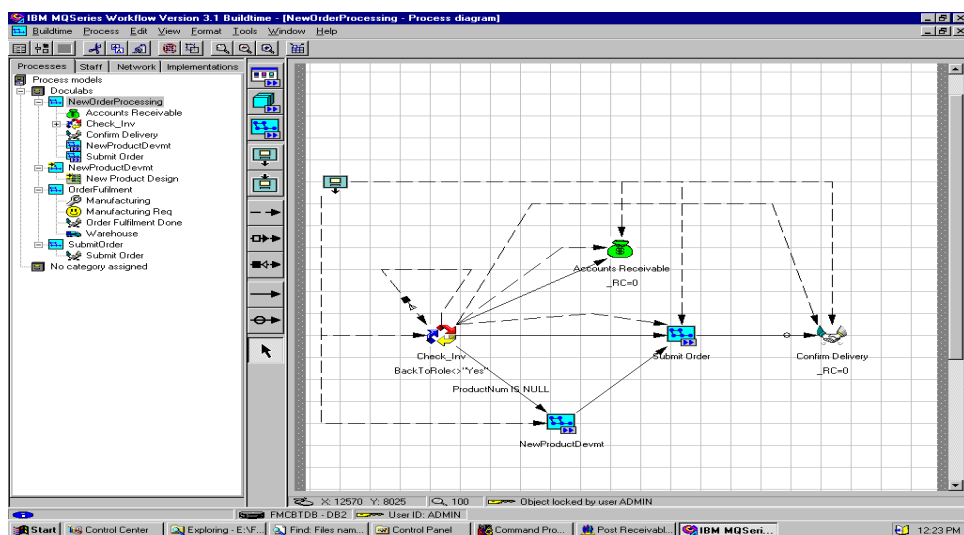 IBM MQSeries Workflow Version 3.1 Buildtime - [NewOrderProcessing - Process diagram]
Buildtime Process Edit View Format Tools Window Help
Processes Staff Network Implementations
Process models
Doculabs
NewOrderProcessing
Accounts Receivable
Check_Inv
Confirm Delivery
NewProductDevmt
Submit Order
NewProductDevmt
New Product Design
OrderFufilment
Manufacturing
Manufacturing Req
Order Fulfilment Done
Warehouse
SubmitOrder
Submit Order
No category assigned
Accounts Receivable
_RC=0
Check_Inv
BackToRole<>"Yes"
Submit Order
Confirm Delivery
_RC=0
ProductNum IS NULL
NewProductDevmt
X: 12570 Y: 8025 100 Object locked by user ADMIN
FMCBTDB - DB2 User ID: ADMIN
Start Control Center Exploring - E:\F... Find: Files nam... Control Panel Command Pro... Post Receivabl... IBM MQSeri... 12:23 PM